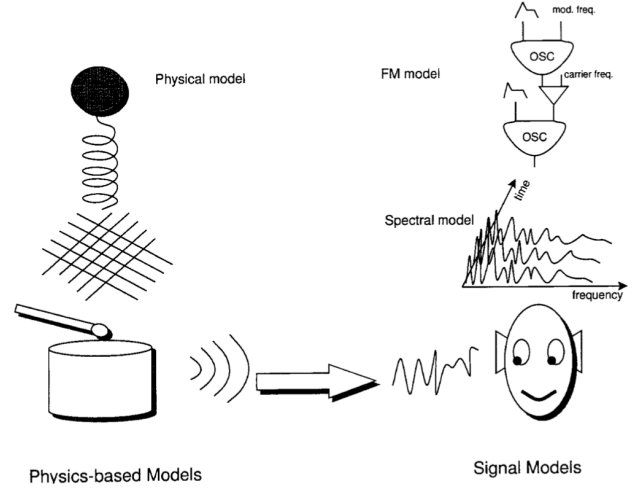 mod. freq.
OSC
Physical model
FM model
carrier freq.
OSC
time
Spectral model
frequency
Physics-based Models
Signal Models